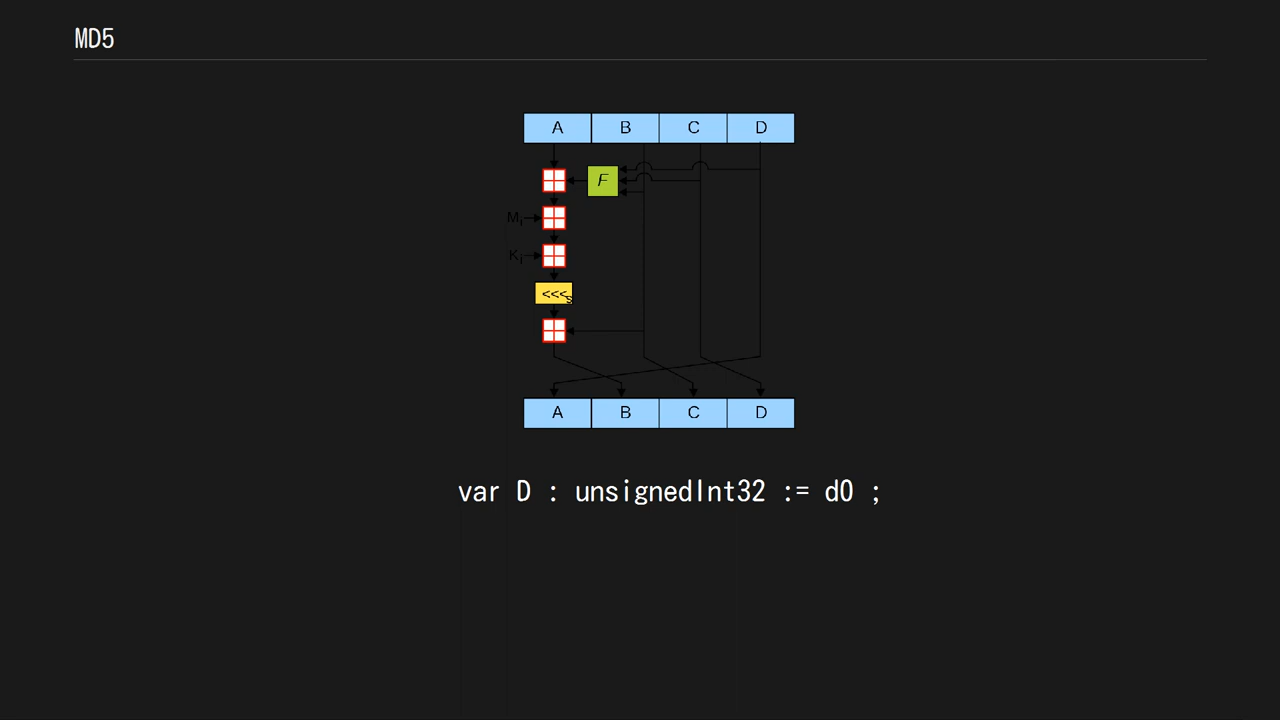 MD5
A B C D
F
Mi
Ki
<<<s
A B C D
var D : unsignedInt32 := d0 ;